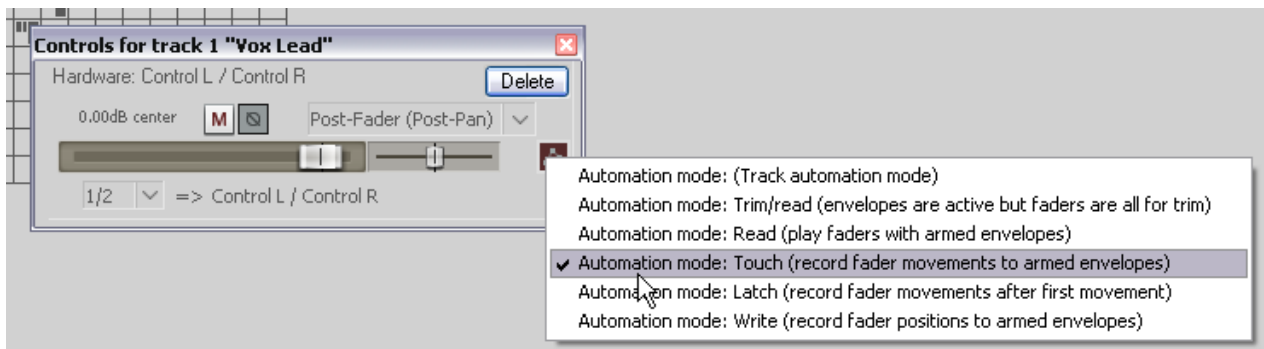 Controls for track 1 "Vox Lead"
Hardware: Control L / Control R
Delete
0.00dB center
M
Post-Fader (Post-Pan)
1/2 => Control L / Control R
Automation mode: (Track automation mode)
Automation mode: Trim/read (envelopes are active but faders are all for trim)
Automation mode: Read (play faders with armed envelopes)
Automation mode: Touch (record fader movements to armed envelopes)
Automation mode: Latch (record fader movements after first movement)
Automation mode: Write (record fader positions to armed envelopes)